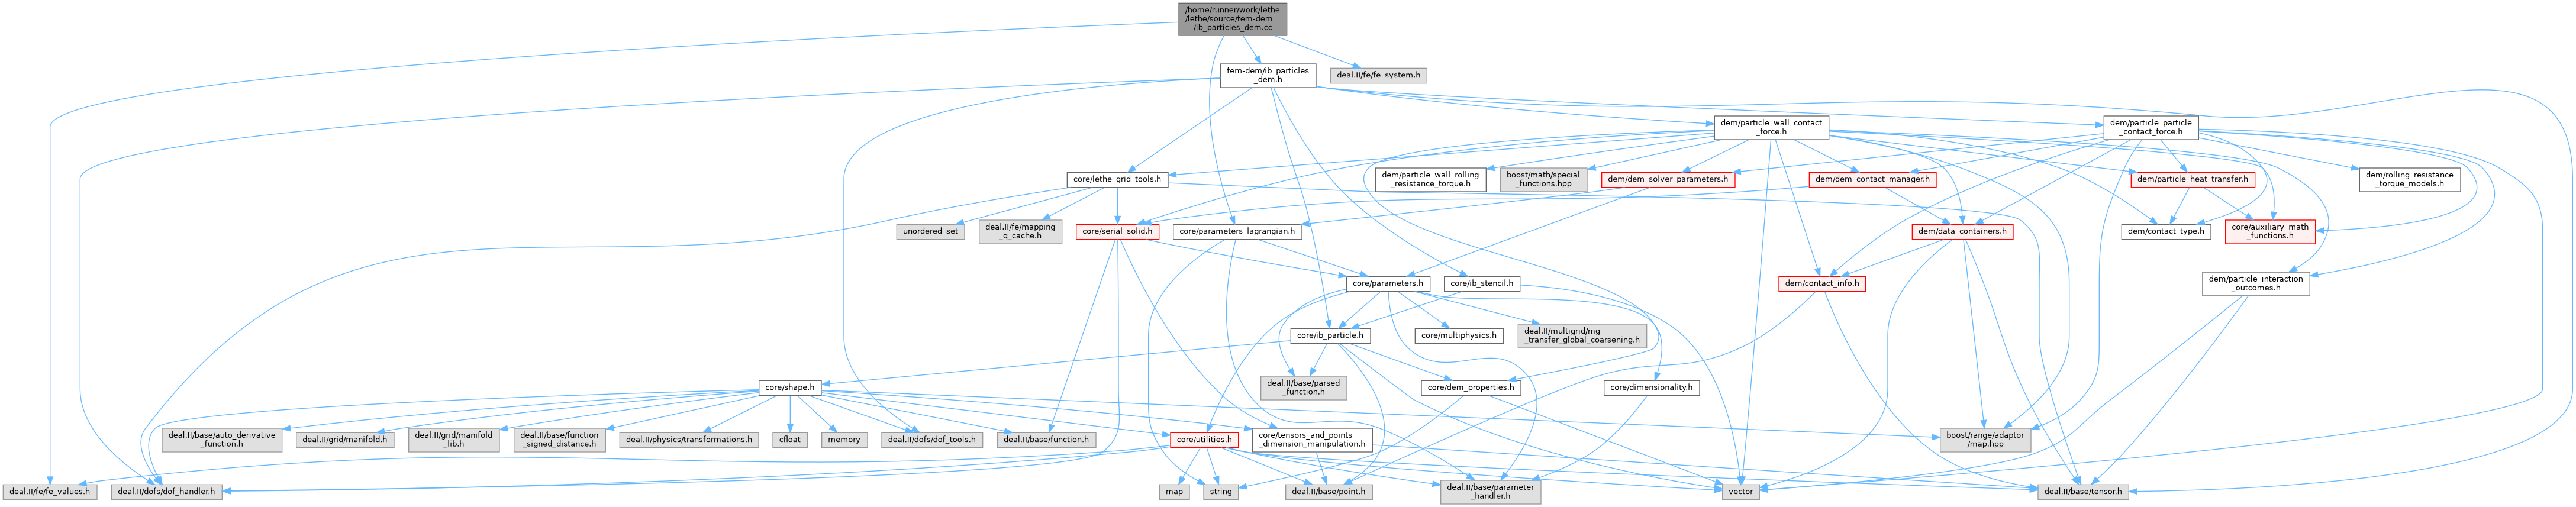 /home/runner/work/lethe
/lethe/source/fem-dem
/ib_particles_dem.cc
fem-dem/ib_particles
_dem.h
deal.II/fe/fe_system.h
dem/particle_wall_contact
_force.h
dem/particle_particle
_contact_force.h
core/lethe_grid_tools.h
dem/particle_wall_rolling
_resistance_torque.h
boost/math/special
_functions.hpp
dem/dem_solver_parameters.h
dem/dem_contact_manager.h
dem/particle_heat_transfer.h
dem/rolling_resistance
_torque_models.h
unordered_set
deal.II/fe/mapping
_q_cache.h
core/serial_solid.h
core/parameters_lagrangian.h
dem/data_containers.h
dem/contact_type.h
core/auxiliary_math
_functions.h
core/parameters.h
core/ib_stencil.h
dem/contact_info.h
dem/particle_interaction
_outcomes.h
core/ib_particle.h
core/multiphysics.h
deal.II/multigrid/mg
_transfer_global_coarsening.h
core/shape.h
deal.II/base/parsed
_function.h
core/dem_properties.h
core/dimensionality.h
deal.II/base/auto_derivative
_function.h
deal.II/grid/manifold.h
deal.II/grid/manifold
_lib.h
deal.II/base/function
_signed_distance.h
deal.II/physics/transformations.h
cfloat
memory
deal.II/dofs/dof_tools.h
deal.II/base/function.h
core/utilities.h
core/tensors_and_points
_dimension_manipulation.h
boost/range/adaptor
/map.hpp
deal.II/fe/fe_values.h
deal.II/dofs/dof_handler.h
map
string
deal.II/base/point.h
deal.II/base/parameter
_handler.h
vector
deal.II/base/tensor.h